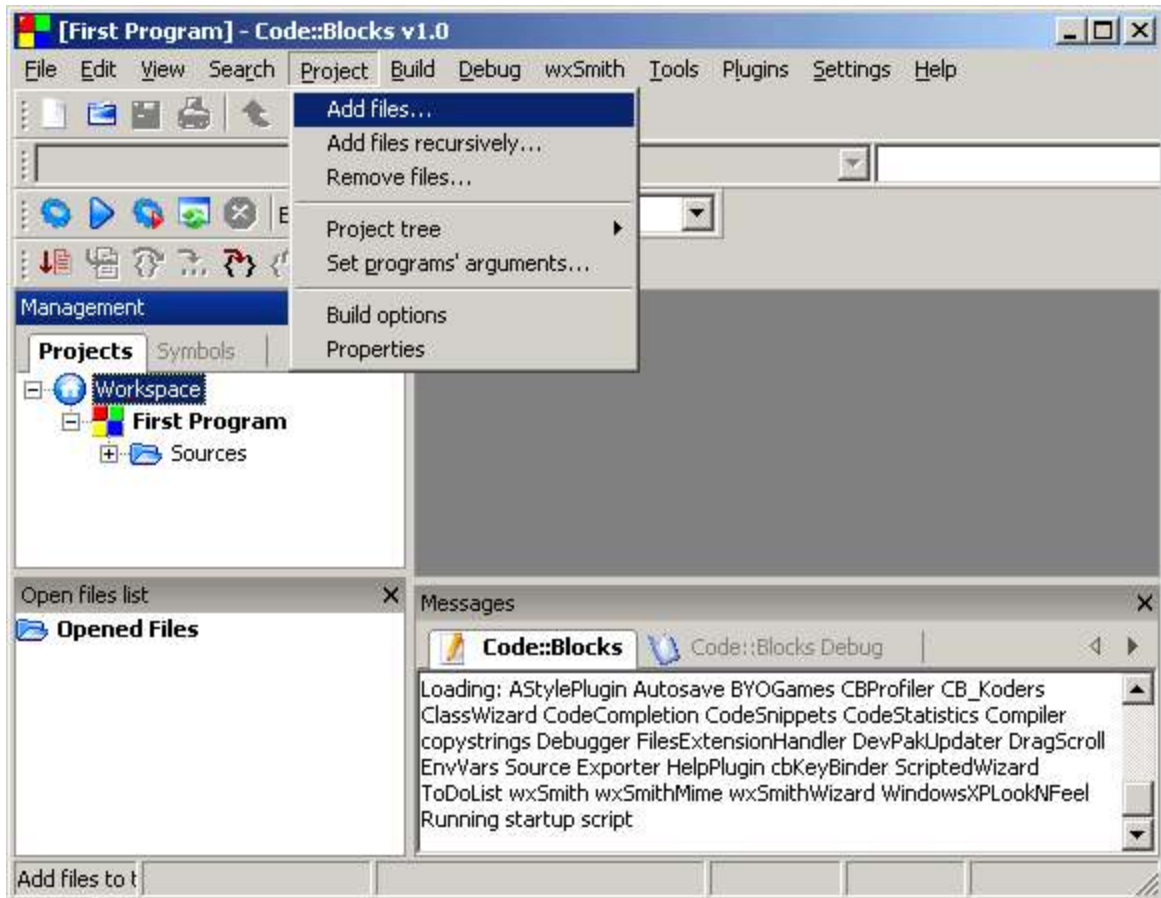 [First Program] - Code::Blocks v1.0
File Edit View Search Project Build Debug wxSmith Tools Plugins Settings Help
Add files...
Add files recursively...
Remove files...
Project tree
Set programs' arguments...
Build options
Properties
Management
Projects Symbols
Workspace
First Program
Sources
Open files list
Opened Files
Messages
Code::Blocks Code::Blocks Debug
Loading: AStylePlugin Autosave BYOGames CBProfiler CB_Koders
ClassWizard CodeCompletion CodeSnippets CodeStatistics Compiler
copystrings Debugger FilesExtensionHandler DevPakUpdater DragScroll
EnvVars Source Exporter HelpPlugin cbKeyBinder ScriptedWizard
ToDoList wxSmith wxSmithMime wxSmithWizard WindowsXPLookNFeel
Running startup script
Add files to t